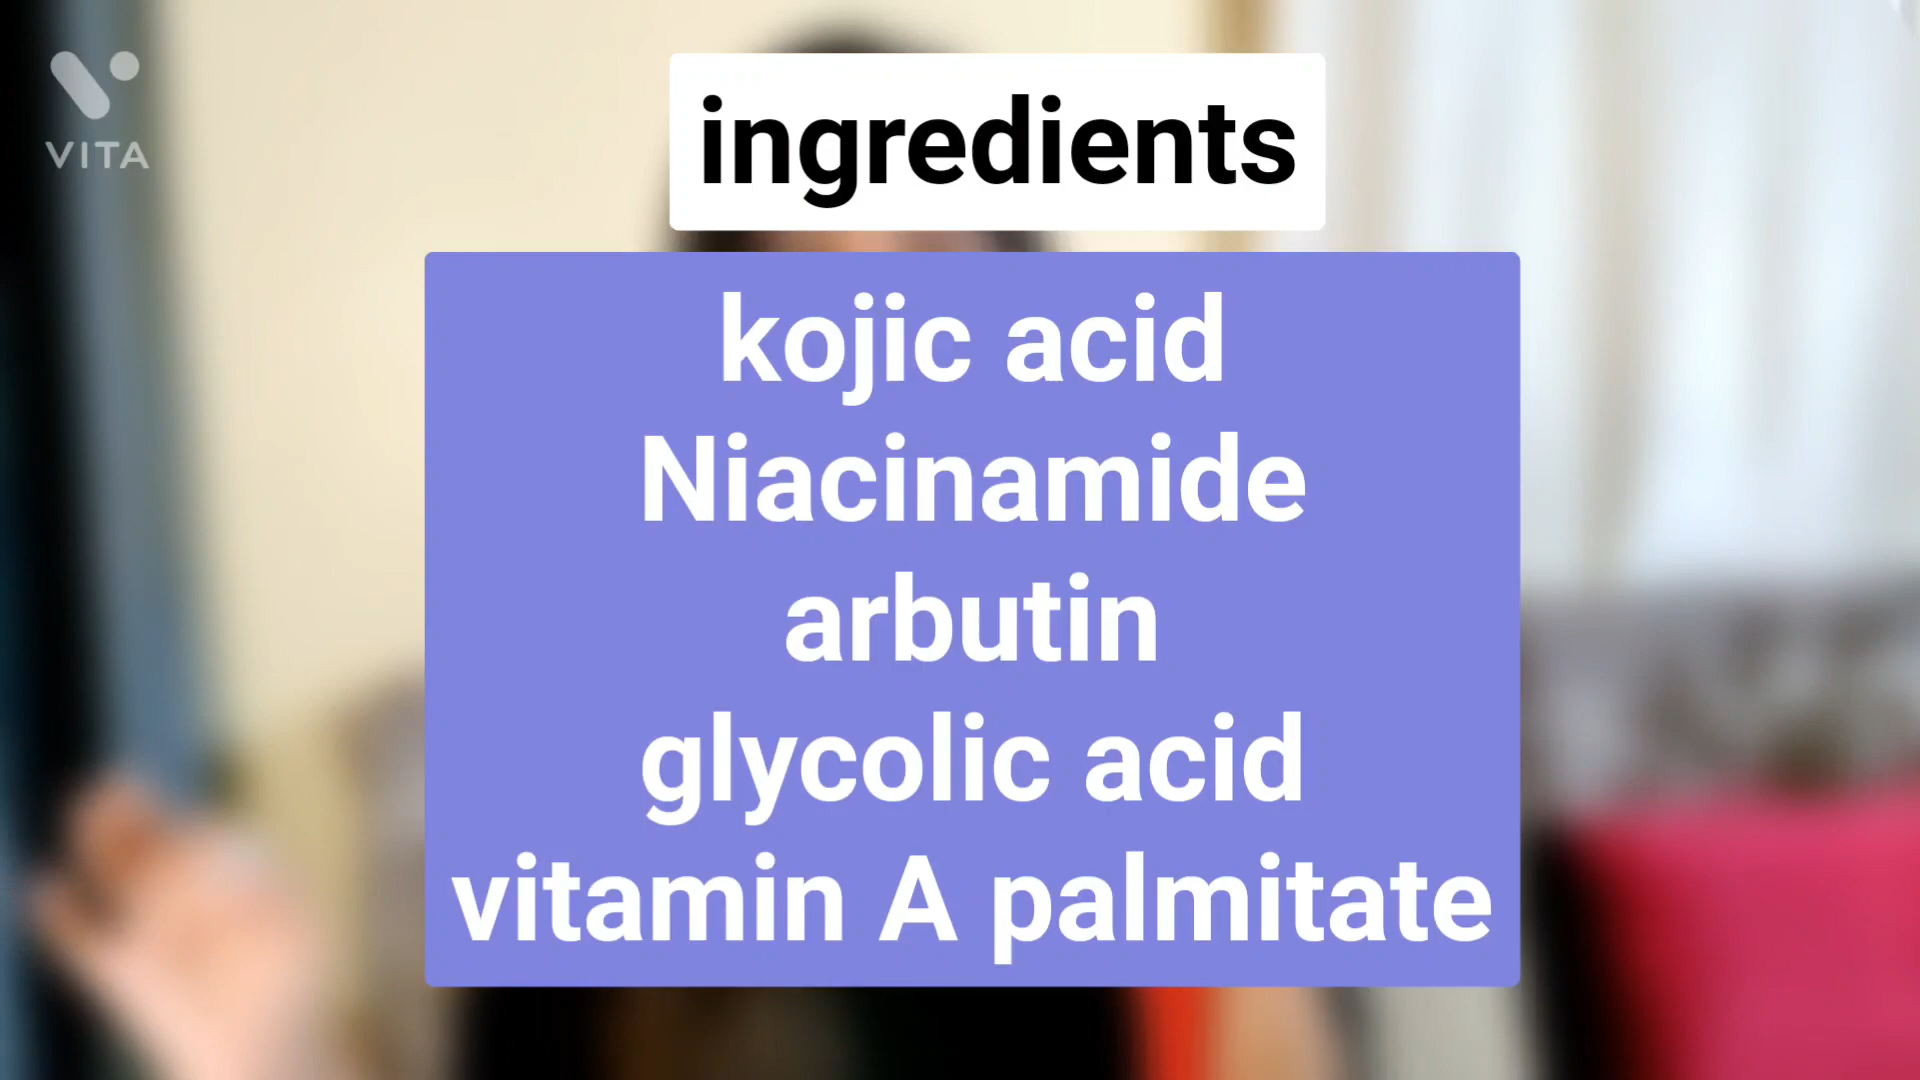 VITA
ingredients
kojic acid
Niacinamide
arbutin
glycolic acid
vitamin A palmitate